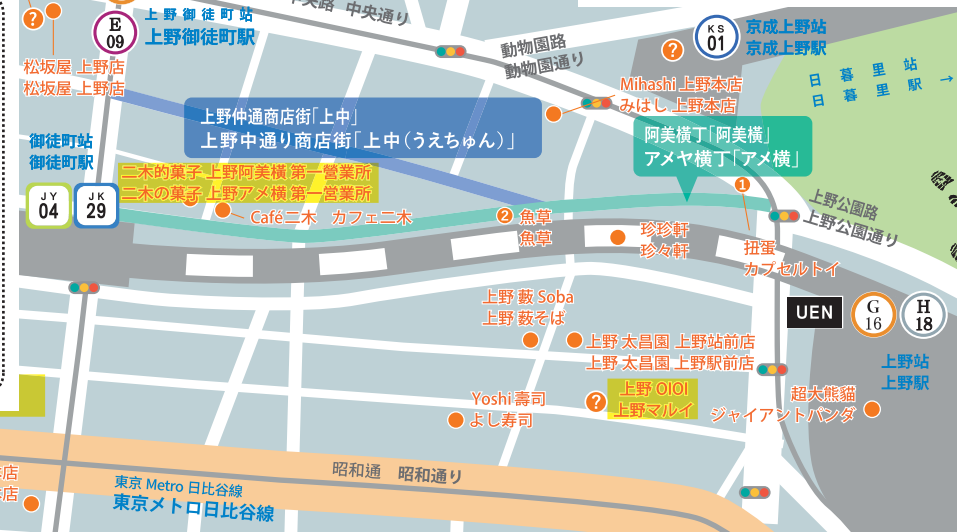 中央路 中央通り
?
E
09
上野御徒町站
上野御徒町駅
松坂屋 上野店
松坂屋 上野店
動物園路
動物園通り
?
KS
01
京成上野站
京成上野駅
日暮里站
日暮里駅 →
Mihashi 上野本店
みはし 上野本店
上野仲通商店街「上中」
上野中通り商店街「上中（うえちゅん）」
阿美橫丁「阿美橫」
アメヤ横丁「アメ横」
御徒町站
御徒町駅
JY
04
JK
29
二木的菓子 上野阿美橫 第一營業所
二木の菓子 上野アメ横 第一営業所
Café二木 カフェ二木
2 魚草
魚草
1
上野公園路
上野公園通り
珍珍軒
珍々軒
扭蛋
カプセルトイ
UEN
G
16
H
18
上野站
上野駅
上野 藪 Soba
上野 藪そば
上野 太昌園 上野站前店
上野 太昌園 上野駅前店
Yoshi 壽司
よし寿司
?
上野 OIOI
上野マルイ
超大熊貓
ジャイアントパンダ
昭和通 昭和通り
店
店
東京 Metro 日比谷線
東京メトロ日比谷線